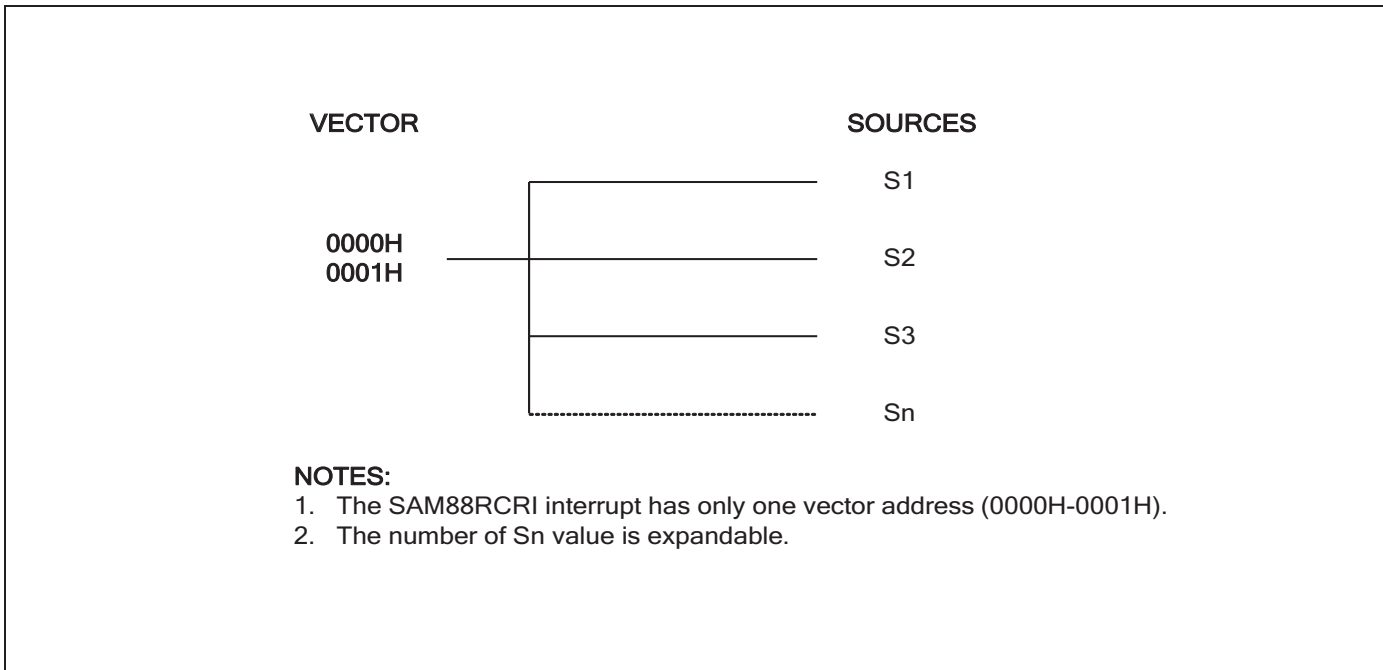 VECTOR
SOURCES
S1
0000H
0001H
S2
S3
Sn
NOTES:
1. The SAM88RCRI interrupt has only one vector address (0000H-0001H).
2. The number of Sn value is expandable.